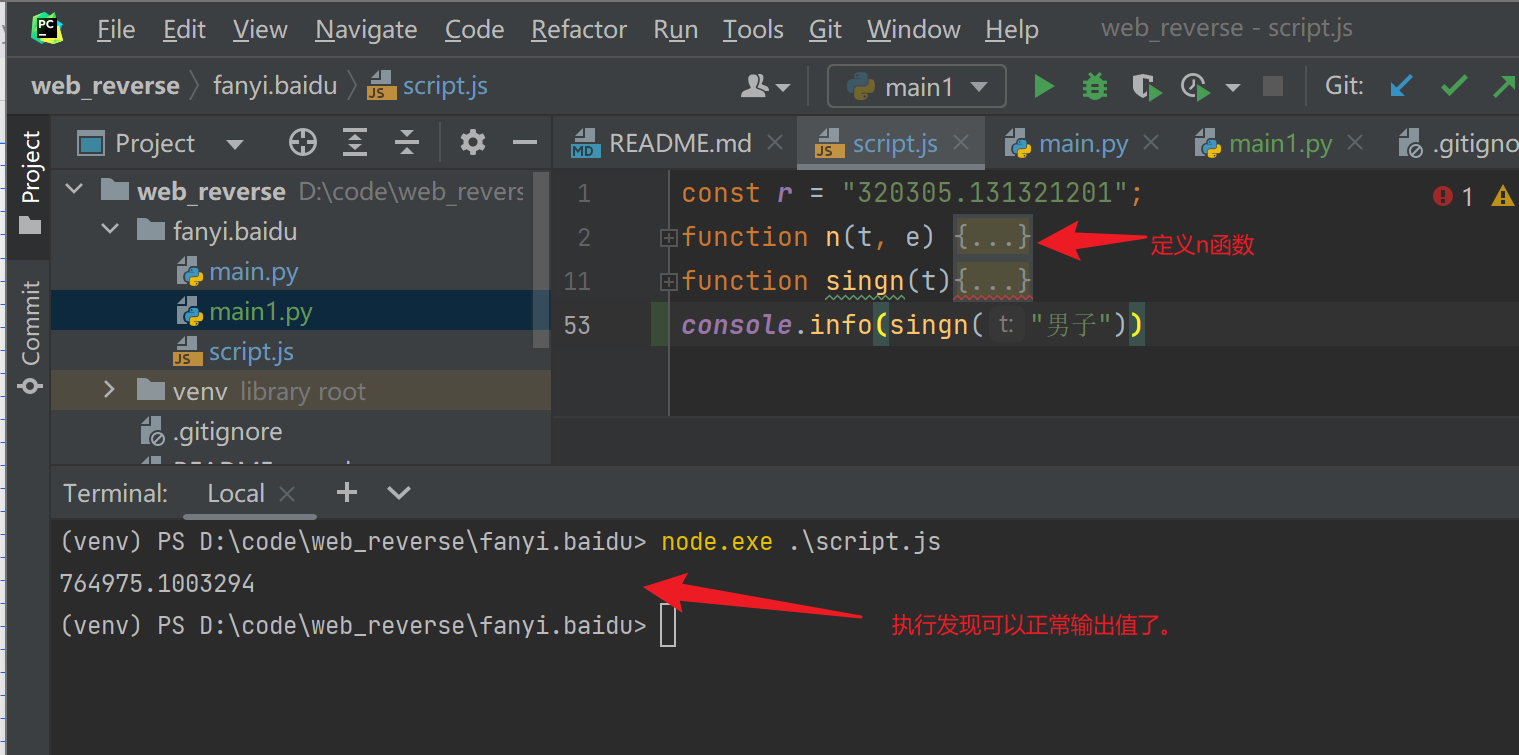 PC File Edit View Navigate Code Refactor Run Tools Git Window Help web_reverse - script.js
web_reverse fanyi.baidu JS script.js main1 Git:
Project
Commit
Project
web_reverse D:\code\web_revers
fanyi.baidu
main.py
main1.py
JS script.js
venv library root
.gitignore
MD README.md JS script.js main.py main1.py .gitigno
1 const r = "320305.131321201"; 1
2 function n(t, e) {...} 定义n函数
11 function singn(t){...}
53 console.info(singn( t: "男子"))
Terminal: Local
(venv) PS D:\code\web_reverse\fanyi.baidu> node.exe .\script.js
764975.1003294
(venv) PS D:\code\web_reverse\fanyi.baidu>
执行发现可以正常输出值了。